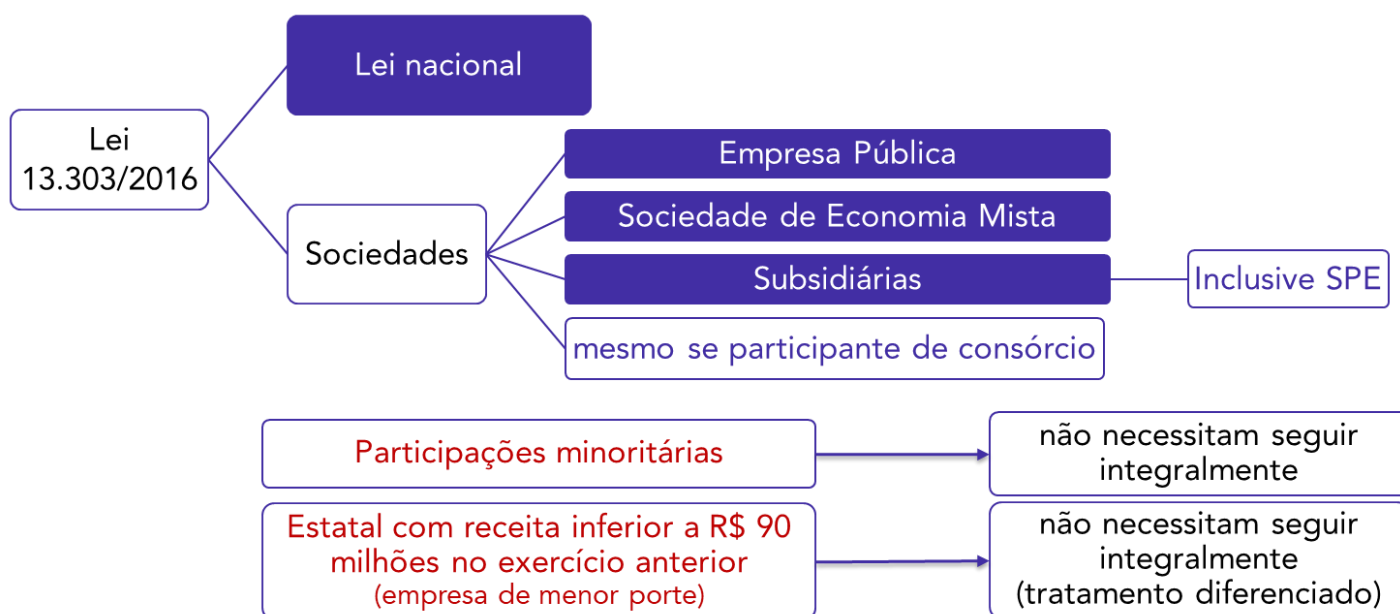 Lei nacional
Lei
13.303/2016
Empresa Pública
Sociedade de Economia Mista
Sociedades
Subsidiárias
Inclusive SPE
mesmo se participante de consórcio
Participações minoritárias
não necessitam seguir
integralmente
Estatal com receita inferior a R$ 90
milhões no exercício anterior
(empresa de menor porte)
não necessitam seguir
integralmente
(tratamento diferenciado)